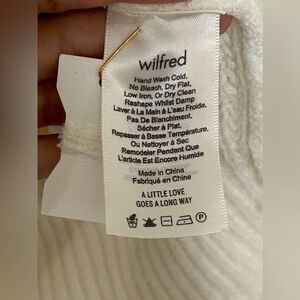 wilfred
Hand Wash Cold,
No Bleach, Dry Flat,
Low Iron, Or Dry Clean
Reshape Whilst Damp
Laver à La Main à L'eau Froide,
Pas De Blanchiment,
Sécher à Plat,
Repasser à Basse Température,
Ou Nettoyer à Sec
Remodeler Pendant Que
L'article Est Encore Humide
Made in China
Fabriqué en Chine
A LITTLE LOVE
GOES A LONG WAY
P